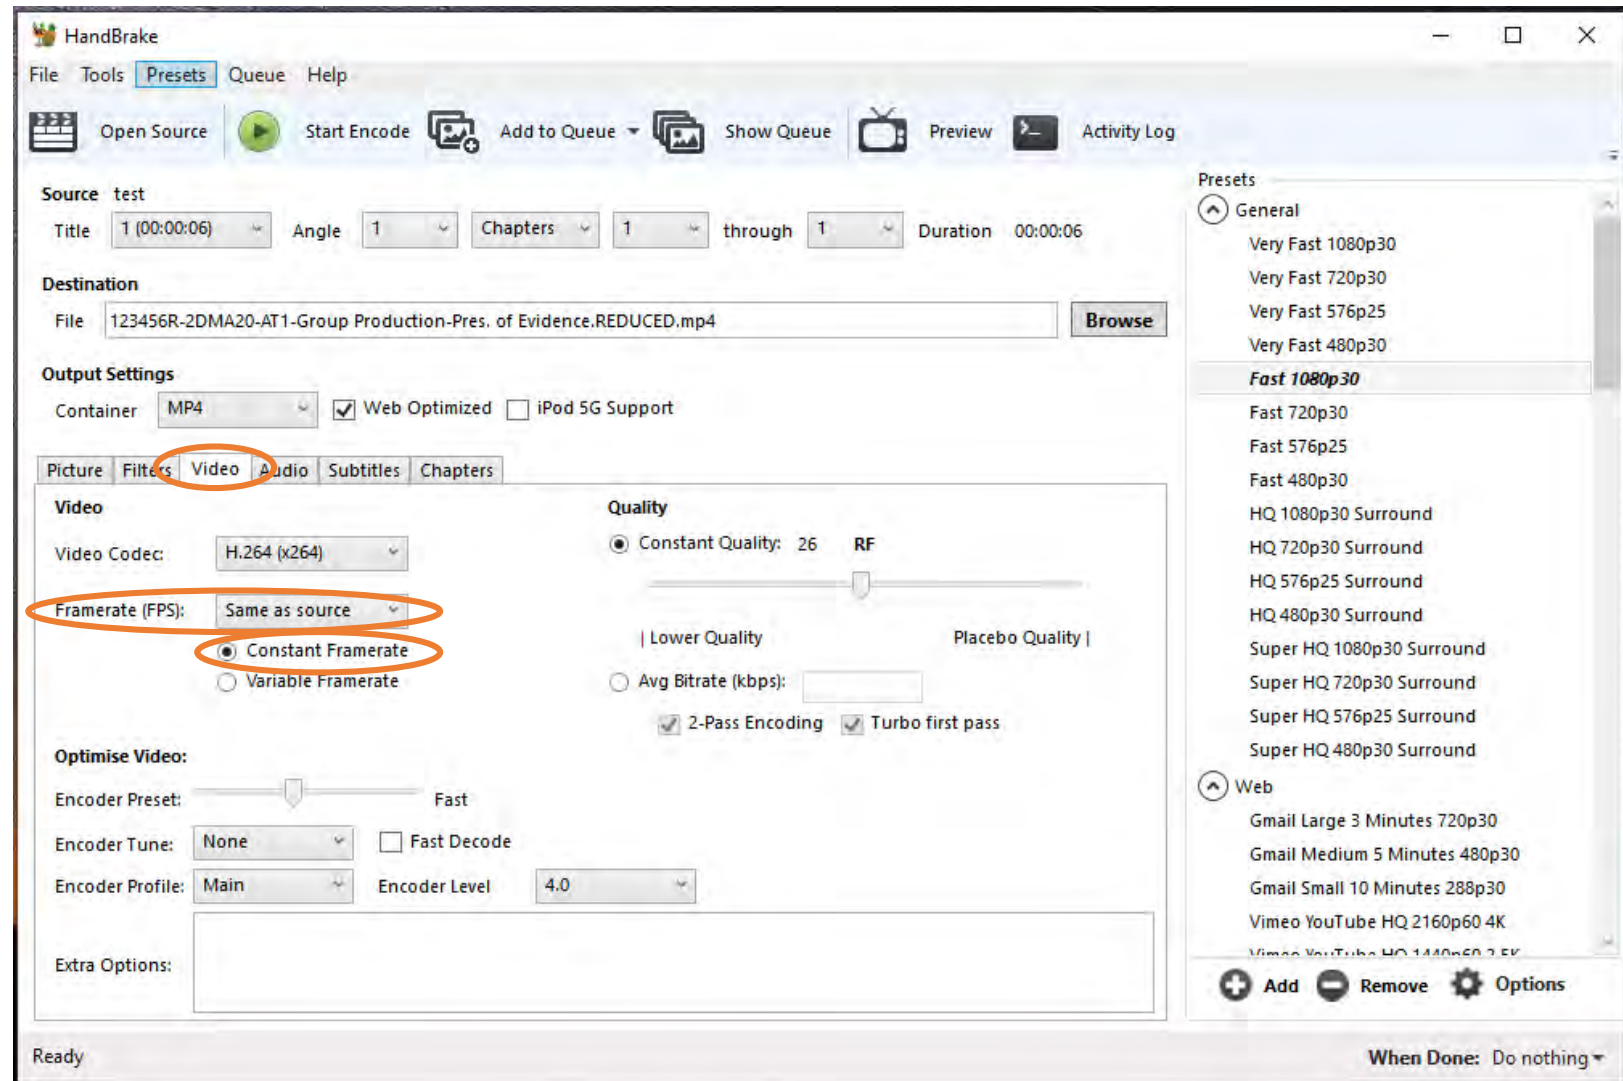 HandBrake
File Tools Presets Queue Help
Open Source Start Encode Add to Queue Show Queue Preview Activity Log
Source test
Title 1 (00:00:06) Angle 1 Chapters 1 through 1 Duration 00:00:06
Destination
File 123456R-2DMA20-AT1-Group Production-Pres. of Evidence.REDUCED.mp4 Browse
Output Settings
Container MP4 Web Optimized iPod 5G Support
Picture Filters Video Audio Subtitles Chapters
Video
Video Codec: H.264 (x264)
Framerate (FPS): Same as source
Constant Framerate
Variable Framerate
Quality
Constant Quality: 26 RF
| Lower Quality Placebo Quality |
Avg Bitrate (kbps):
2-Pass Encoding Turbo first pass
Optimise Video:
Encoder Preset: Fast
Encoder Tune: None Fast Decode
Encoder Profile: Main Encoder Level 4.0
Extra Options:
Presets
General
Very Fast 1080p30
Very Fast 720p30
Very Fast 576p25
Very Fast 480p30
Fast 1080p30
Fast 720p30
Fast 576p25
Fast 480p30
HQ 1080p30 Surround
HQ 720p30 Surround
HQ 576p25 Surround
HQ 480p30 Surround
Super HQ 1080p30 Surround
Super HQ 720p30 Surround
Super HQ 576p25 Surround
Super HQ 480p30 Surround
Web
Gmail Large 3 Minutes 720p30
Gmail Medium 5 Minutes 480p30
Gmail Small 10 Minutes 288p30
Vimeo YouTube HQ 2160p60 4K
Vimeo YouTube HQ 1440p60 2.5K
Add Remove Options
Ready When Done: Do nothing